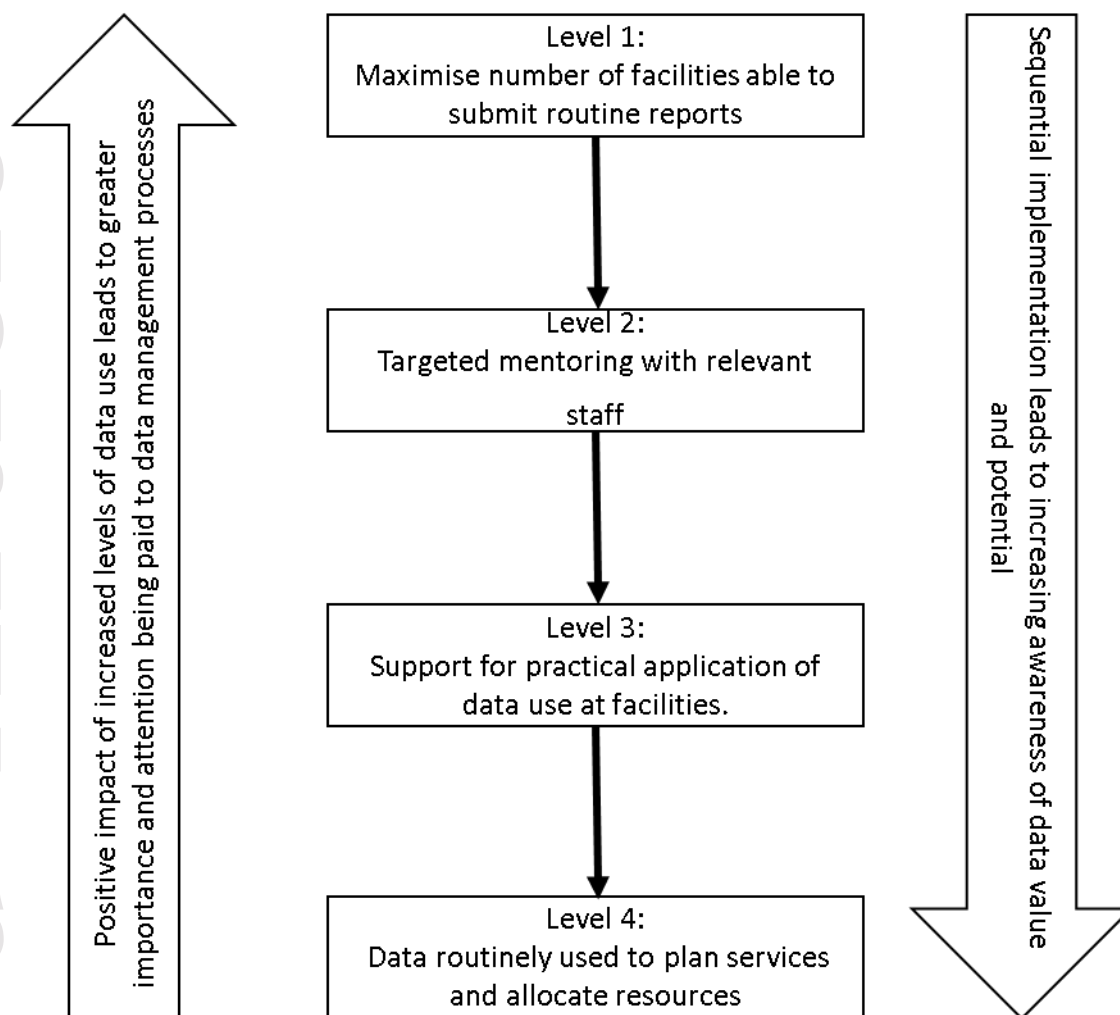 Level 1:
Maximise number of facilities able to
submit routine reports
Level 2:
Targeted mentoring with relevant
staff
Level 3:
Support for practical application of
data use at facilities.
Level 4:
Data routinely used to plan services
and allocate resources
Positive impact of increased levels of data use leads to greater
importance and attention being paid to data management processes
Sequential implementation leads to increasing awareness of data value
and potential